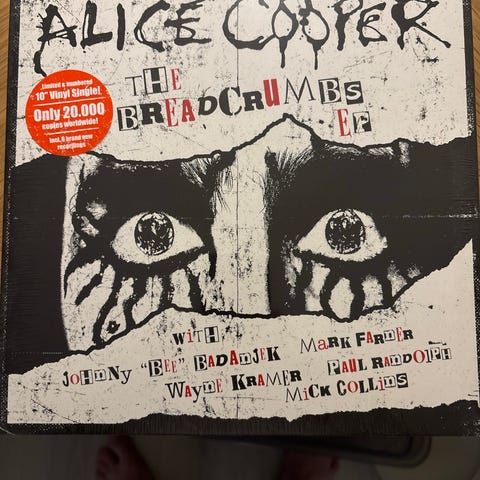 ALICE COOPER
THE
BREADCRUMBS
EP
Limited & numbered
10" Vinyl Single!
Only 20.000
copies worldwide!
Incl. 6 brand new
recordings
WITH
JOHNNY "BEE" BADANJEK MARK FARNER
WAYNE KRAMER PAUL RANDOLPH
MICK COLLINS